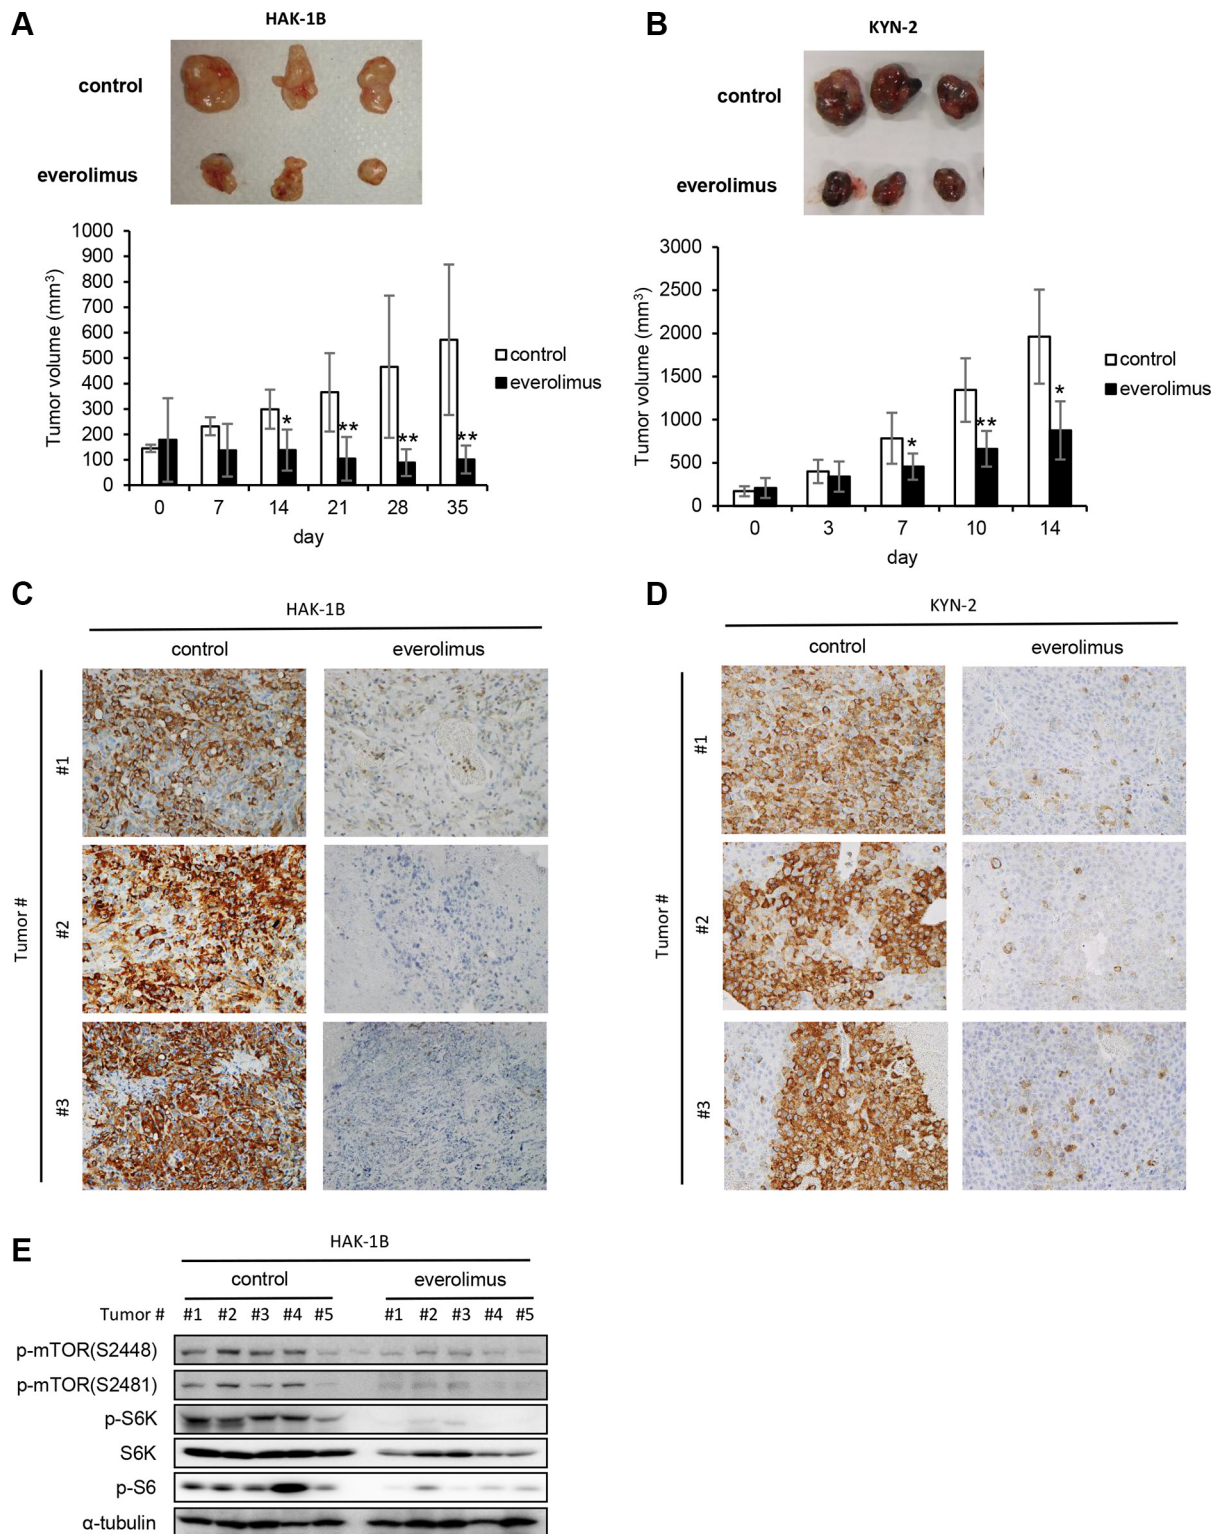 A
HAK-1B
control
everolimus
Tumor volume (mm³)
1000
900
800
700
600
500
400
300
200
100
0
*
**
**
**
control
everolimus
0 7 14 21 28 35
day
B
KYN-2
control
everolimus
Tumor volume (mm³)
3000
2500
2000
1500
1000
500
0
*
**
*
control
everolimus
0 3 7 10 14
day
C
HAK-1B
control everolimus
Tumor #
#1
#2
#3
D
KYN-2
control everolimus
Tumor #
#1
#2
#3
E
HAK-1B
control everolimus
Tumor # #1 #2 #3 #4 #5 #1 #2 #3 #4 #5
p-mTOR(S2448)
p-mTOR(S2481)
p-S6K
S6K
p-S6
α-tubulin